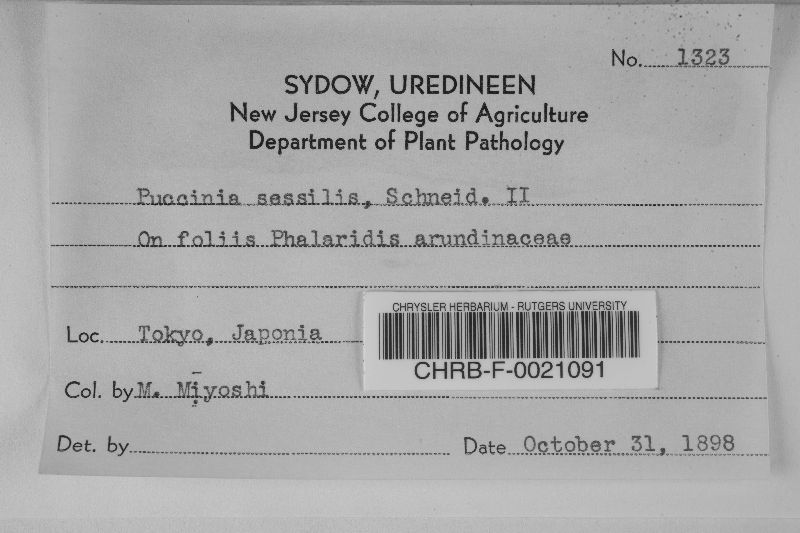 No. 1323
SYDOW, UREDINEEN
New Jersey College of Agriculture
Department of Plant Pathology
Puccinia sessilis, Schneid. II
On foliis Phalaridis arundinaceae
Loc. Tokyo, Japonia
CHRYSLER HERBARIUM - RUTGERS UNIVERSITY
CHRB-F-0021091
Col. by M. Miyoshi
Det. by
Date October 31, 1898